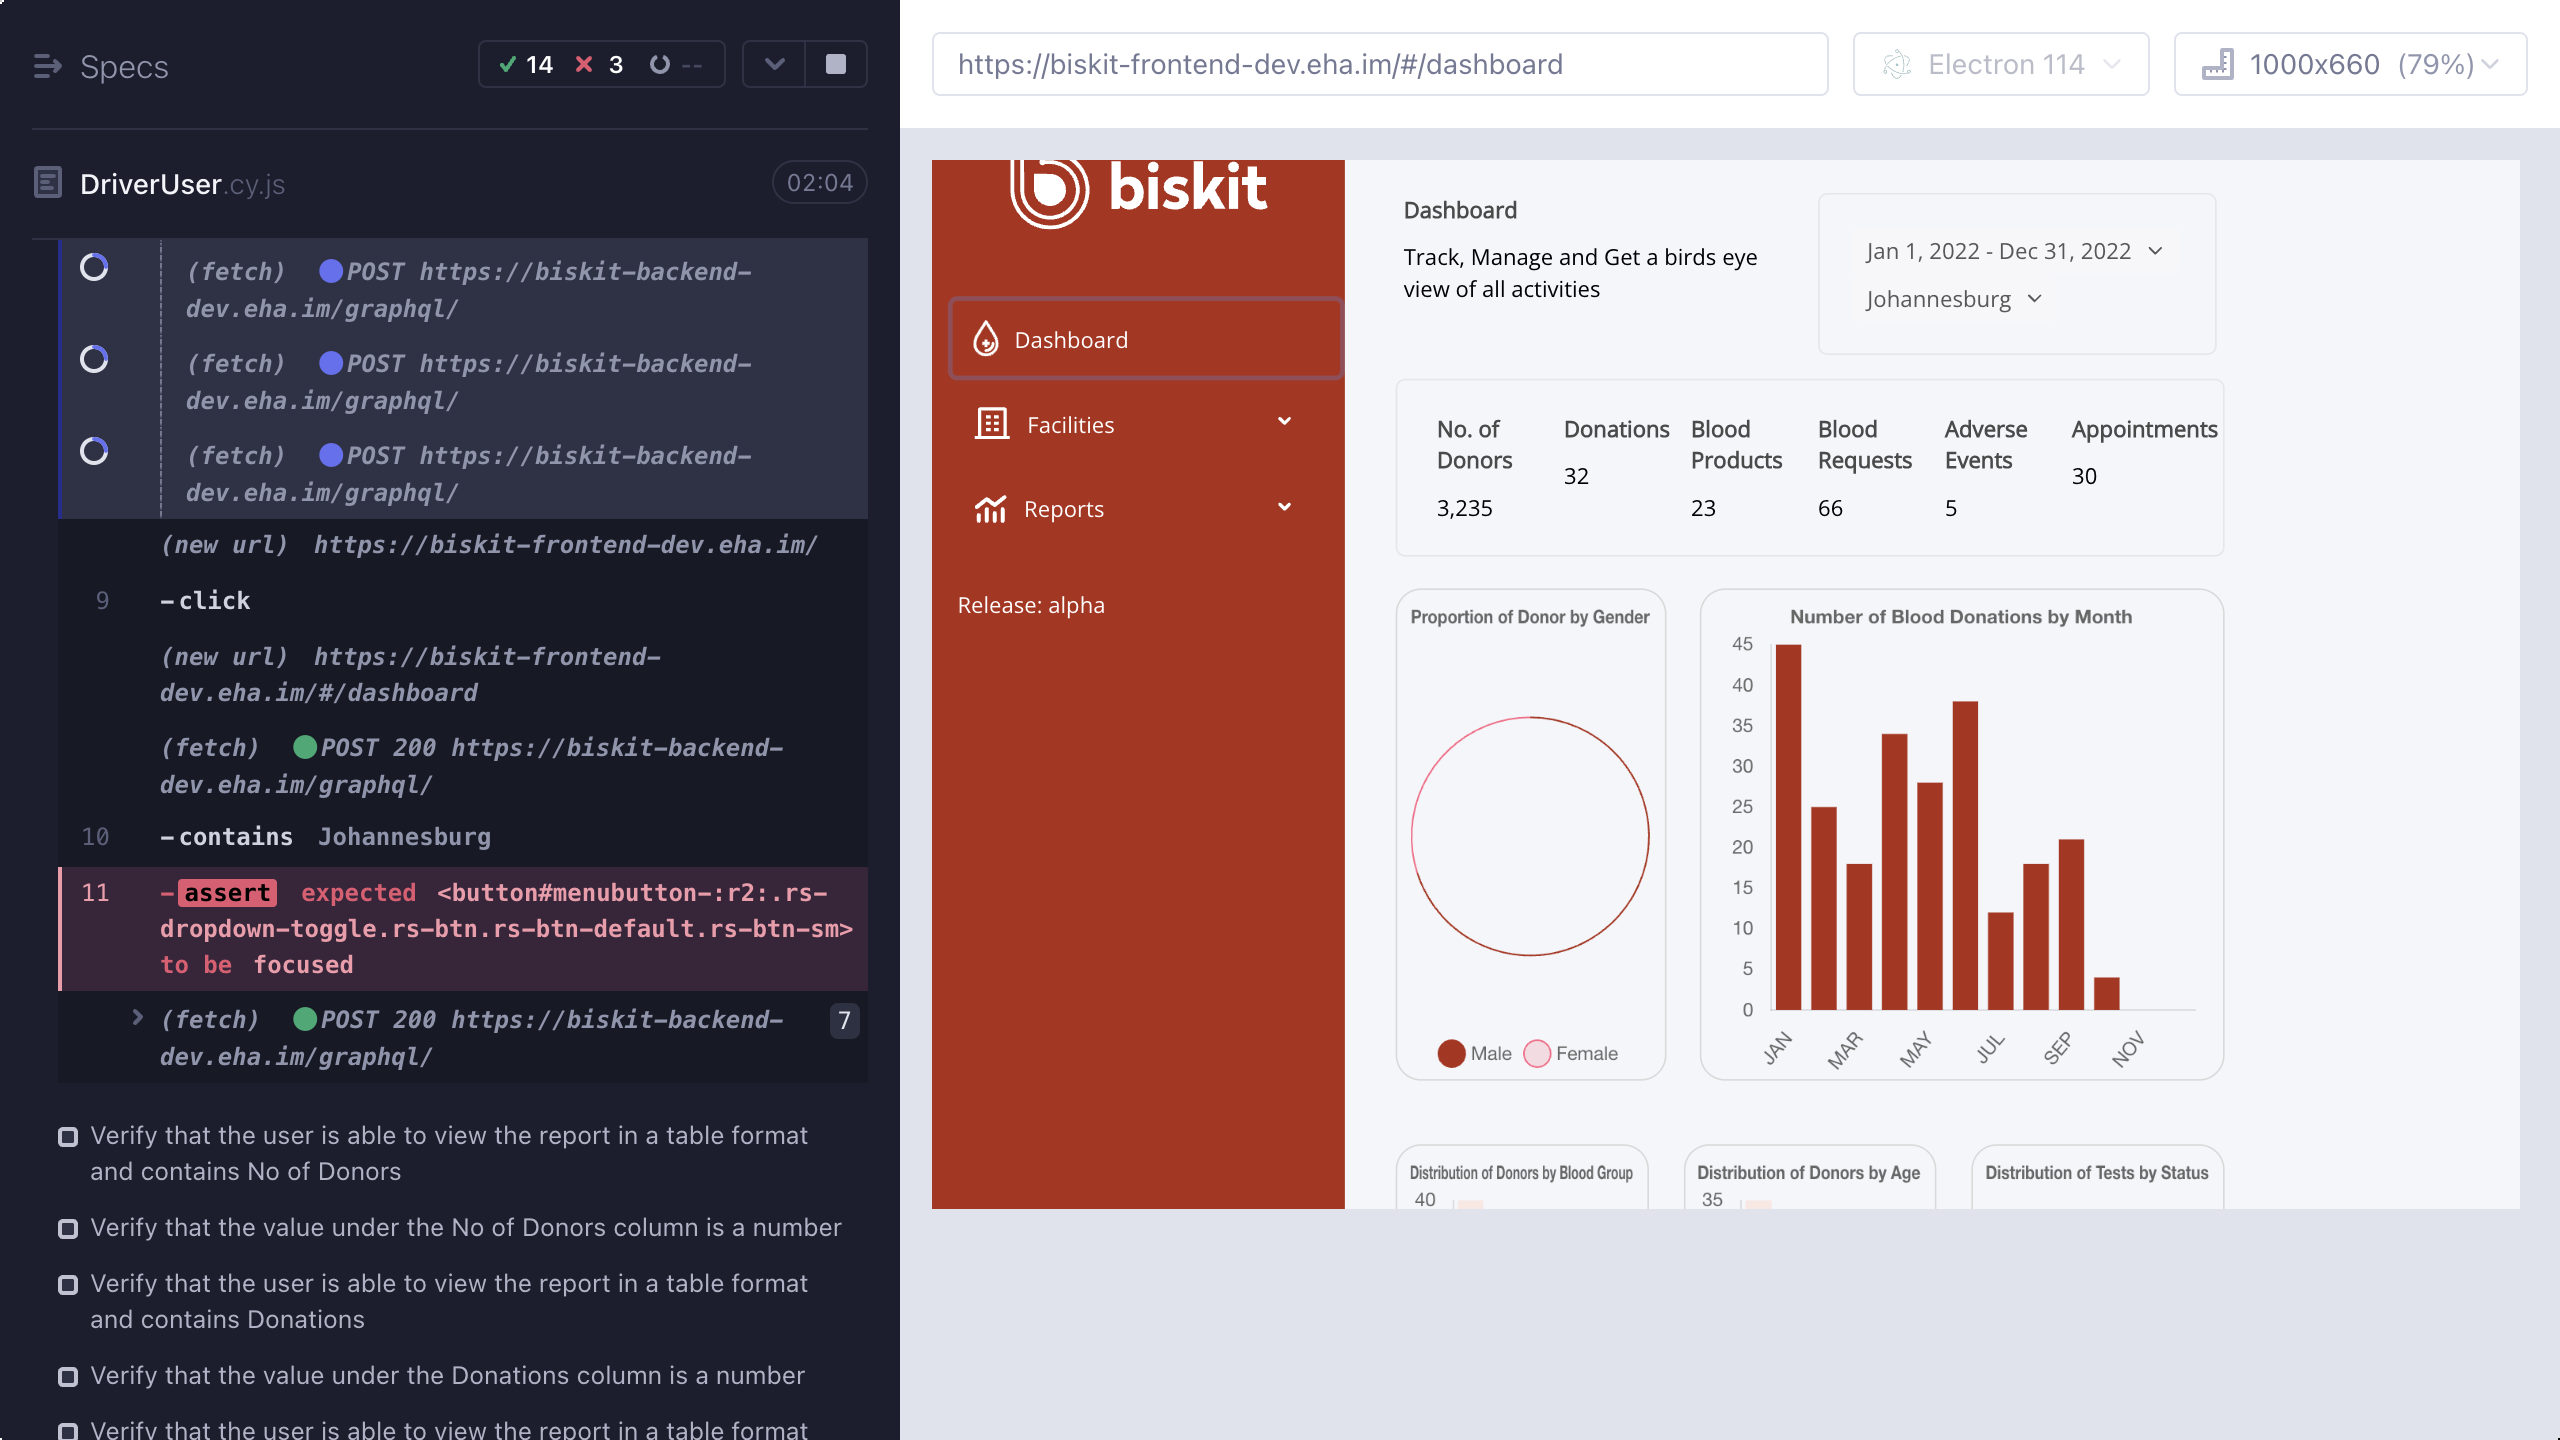 Specs
14 3 --
DriverUser.cy.js
02:04
(fetch) POST https://biskit-backend-
dev.eha.im/graphql/
(fetch) POST https://biskit-backend-
dev.eha.im/graphql/
(fetch) POST https://biskit-backend-
dev.eha.im/graphql/
(new url) https://biskit-frontend-dev.eha.im/
9 -click
(new url) https://biskit-frontend-
dev.eha.im/#/dashboard
(fetch) POST 200 https://biskit-backend-
dev.eha.im/graphql/
10 -contains Johannesburg
11 -assert expected <button#menubutton-:r2:.rs-
dropdown-toggle.rs-btn.rs-btn-default.rs-btn-sm>
to be focused
(fetch) POST 200 https://biskit-backend-
dev.eha.im/graphql/
7
Verify that the user is able to view the report in a table format
and contains No of Donors
Verify that the value under the No of Donors column is a number
Verify that the user is able to view the report in a table format
and contains Donations
Verify that the value under the Donations column is a number
Verify that the user is able to view the report in a table format
https://biskit-frontend-dev.eha.im/#/dashboard
Electron 114
1000x660 (79%)
biskit
Dashboard
Facilities
Reports
Release: alpha
Dashboard
Track, Manage and Get a birds eye
view of all activities
Jan 1, 2022 - Dec 31, 2022
Johannesburg
No. of
Donors
3,235
Donations
32
Blood
Products
23
Blood
Requests
66
Adverse
Events
5
Appointments
30
Proportion of Donor by Gender
Male Female
Number of Blood Donations by Month
45
40
35
30
25
20
15
10
5
0
JAN MAR MAY JUL SEP NOV
Distribution of Donors by Blood Group
40
Distribution of Donors by Age
35
Distribution of Tests by Status